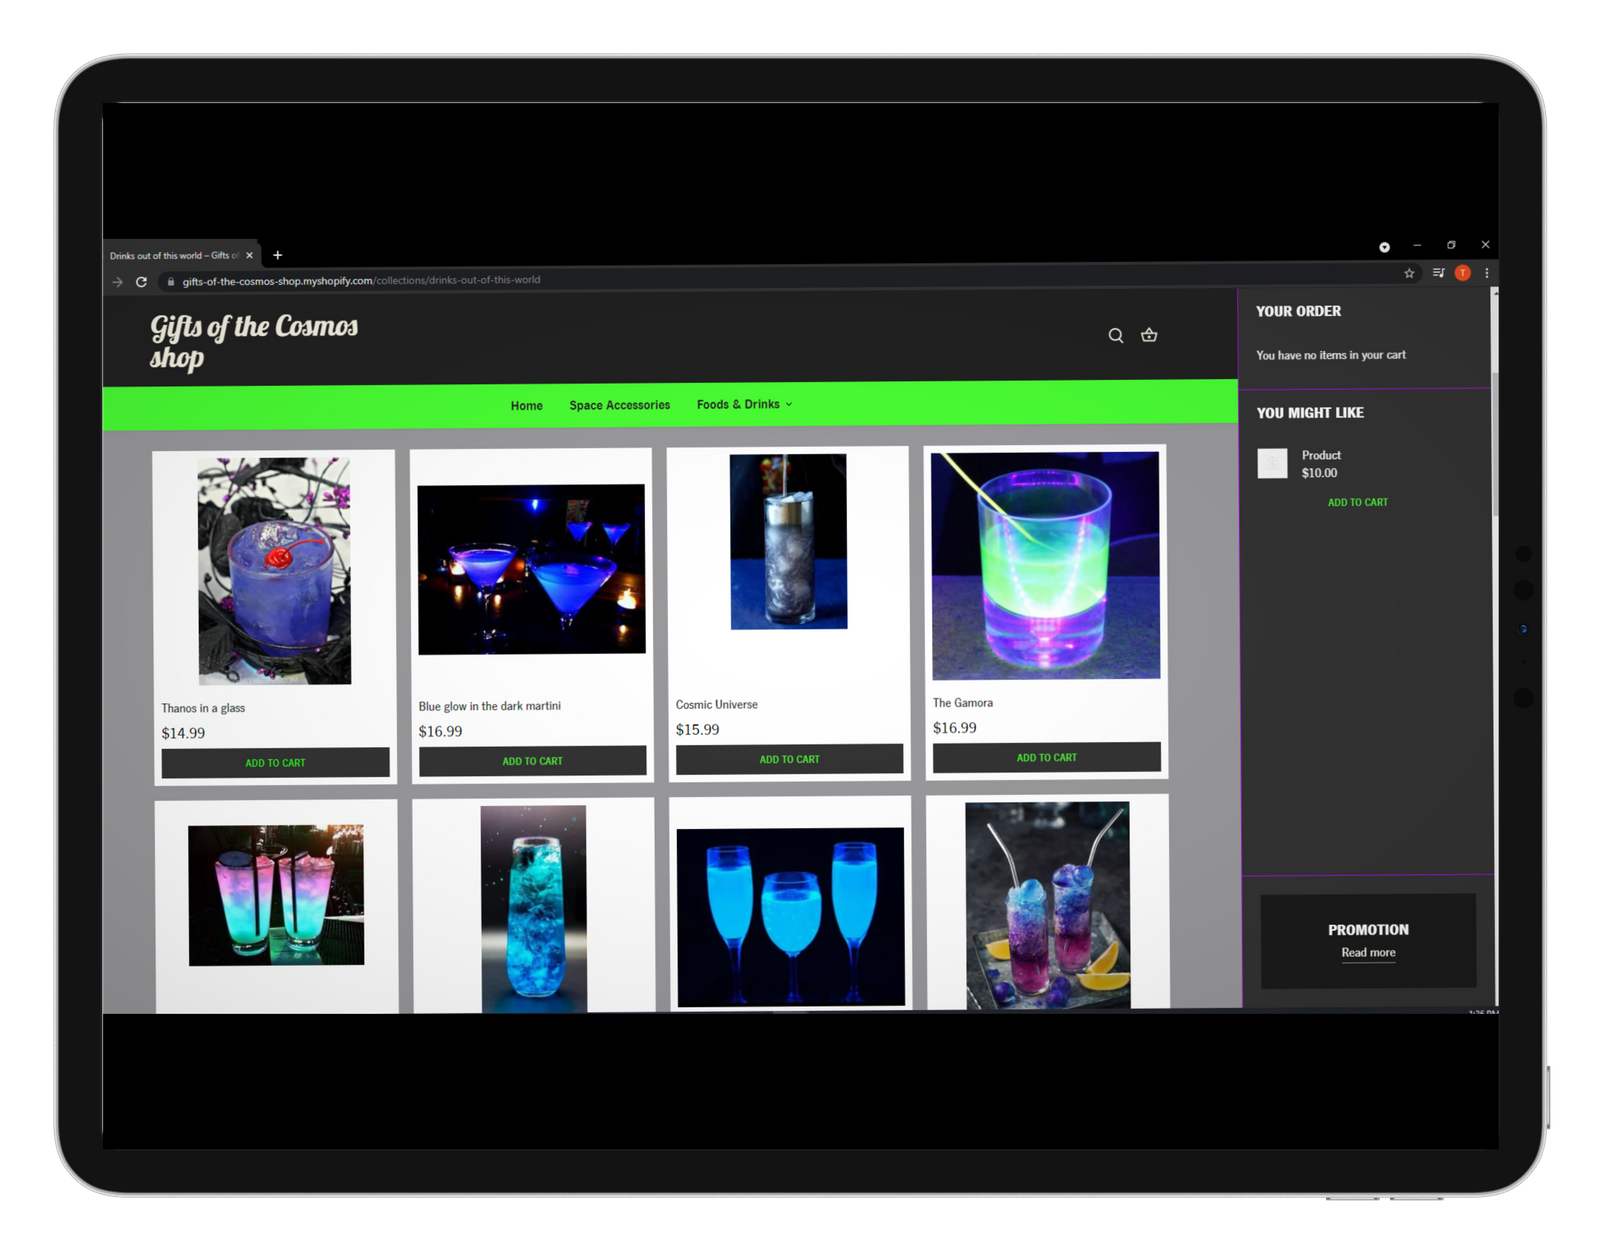 Drinks out of this world – Gifts o
gifts-of-the-cosmos-shop.myshopify.com/collections/drinks-out-of-this-world
T
Gifts of the Cosmos
shop
Home Space Accessories Foods & Drinks
Thanos in a glass
$14.99
ADD TO CART
Blue glow in the dark martini
$16.99
ADD TO CART
Cosmic Universe
$15.99
ADD TO CART
The Gamora
$16.99
ADD TO CART
YOUR ORDER
You have no items in your cart
YOU MIGHT LIKE
Product
$10.00
ADD TO CART
PROMOTION
Read more